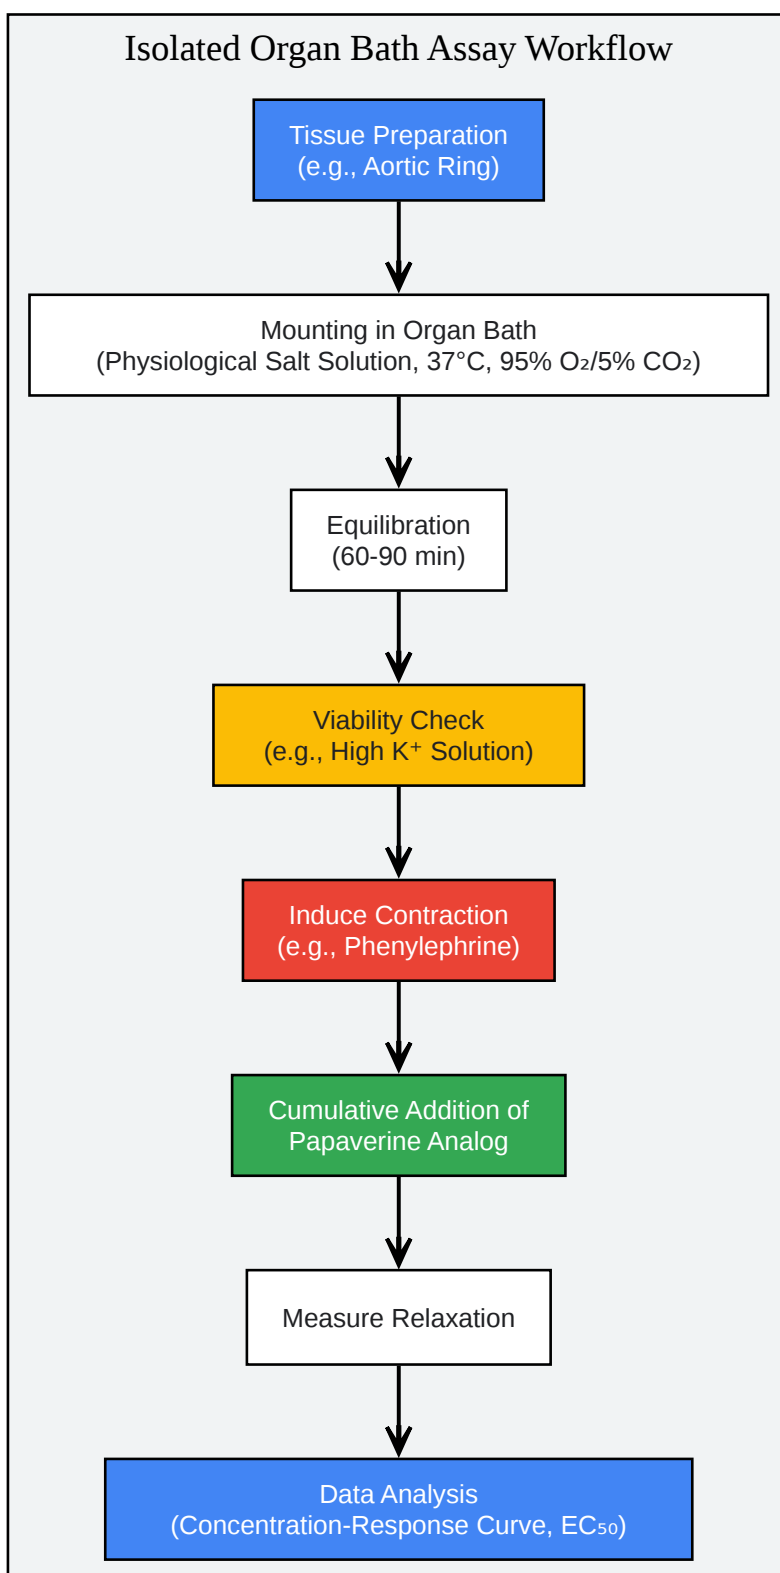 Isolated Organ Bath Assay Workflow
Tissue Preparation
(e.g., Aortic Ring)
Mounting in Organ Bath
(Physiological Salt Solution, 37°C, 95% O₂/5% CO₂)
Equilibration
(60-90 min)
Viability Check
(e.g., High K⁺ Solution)
Induce Contraction
(e.g., Phenylephrine)
Cumulative Addition of
Papaverine Analog
Measure Relaxation
Data Analysis
(Concentration-Response Curve, EC₅₀)